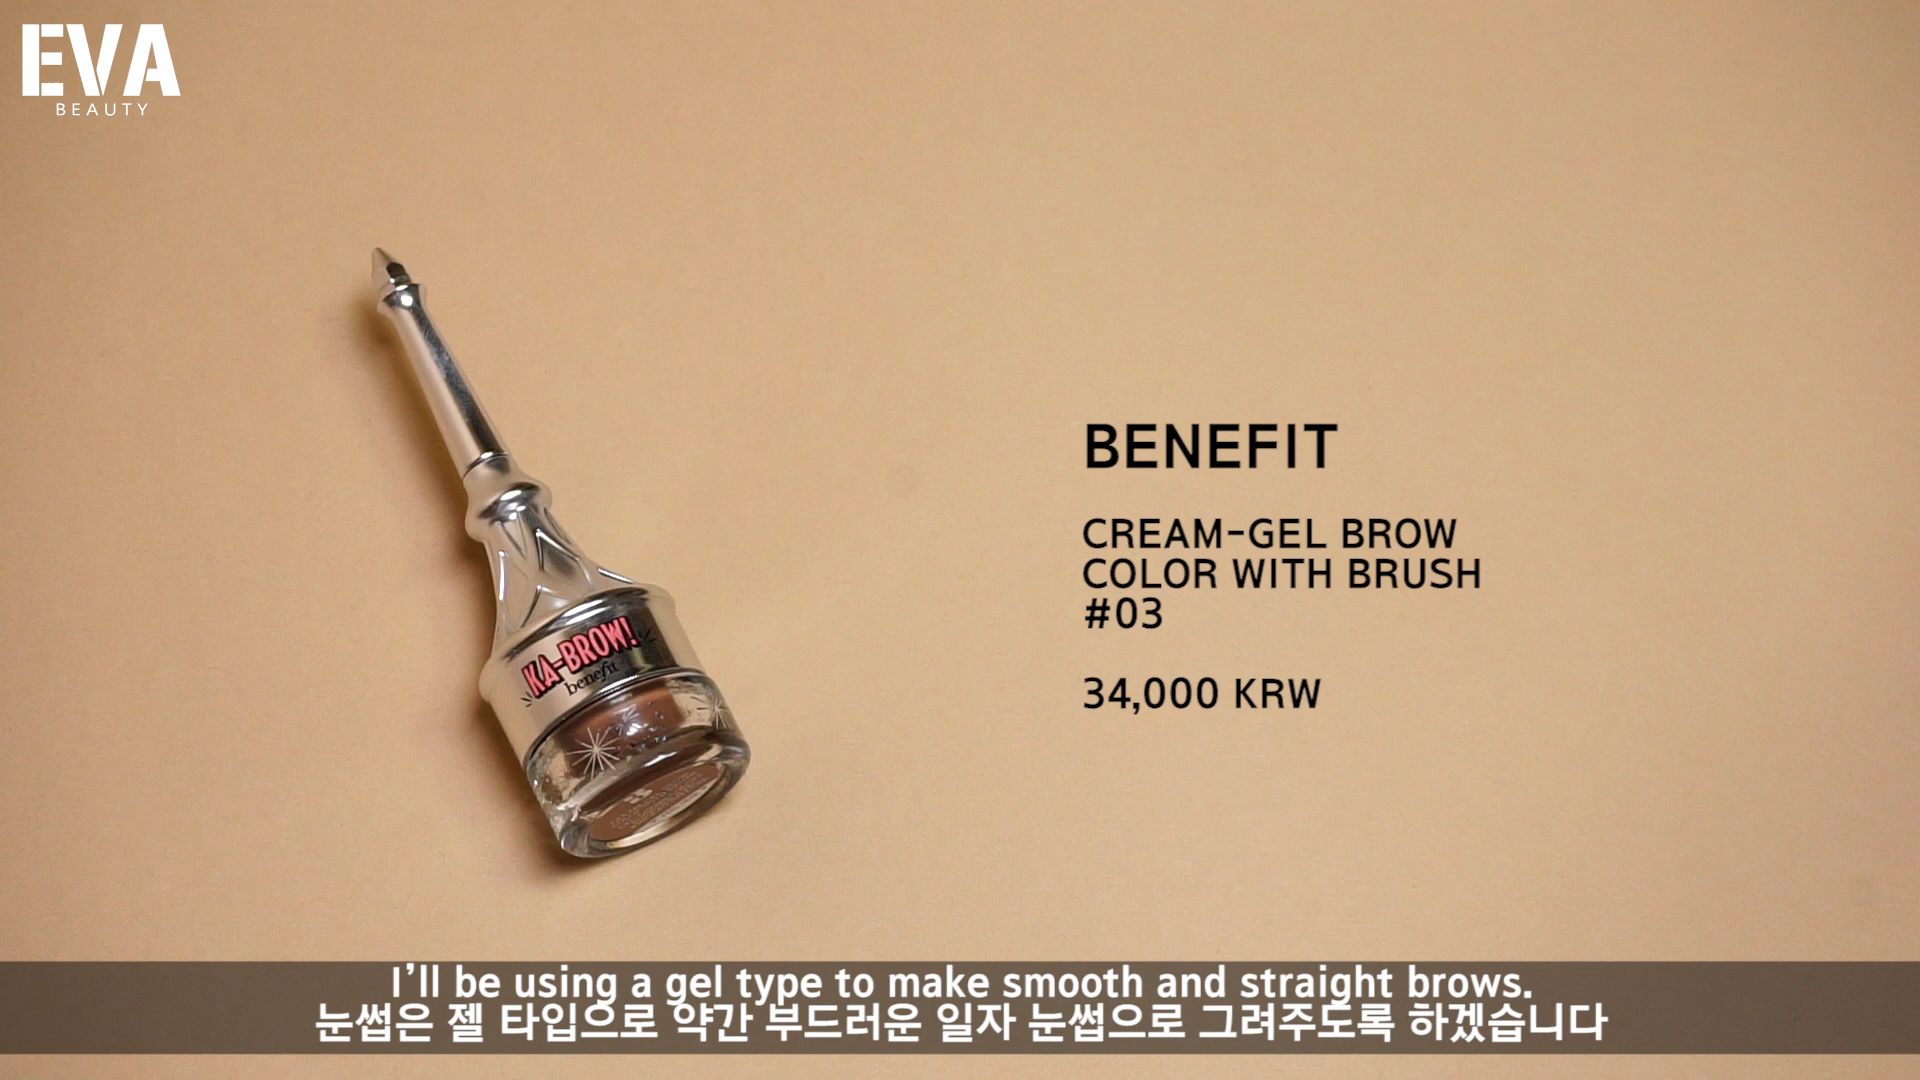 EVA
BEAUTY
BENEFIT
CREAM-GEL BROW
COLOR WITH BRUSH
#03
34,000 KRW
KA-BROW!
benefit
3
I'll be using a gel type to make smooth and straight brows.
눈썹은 젤 타입으로 약간 부드러운 일자 눈썹으로 그려주도록 하겠습니다